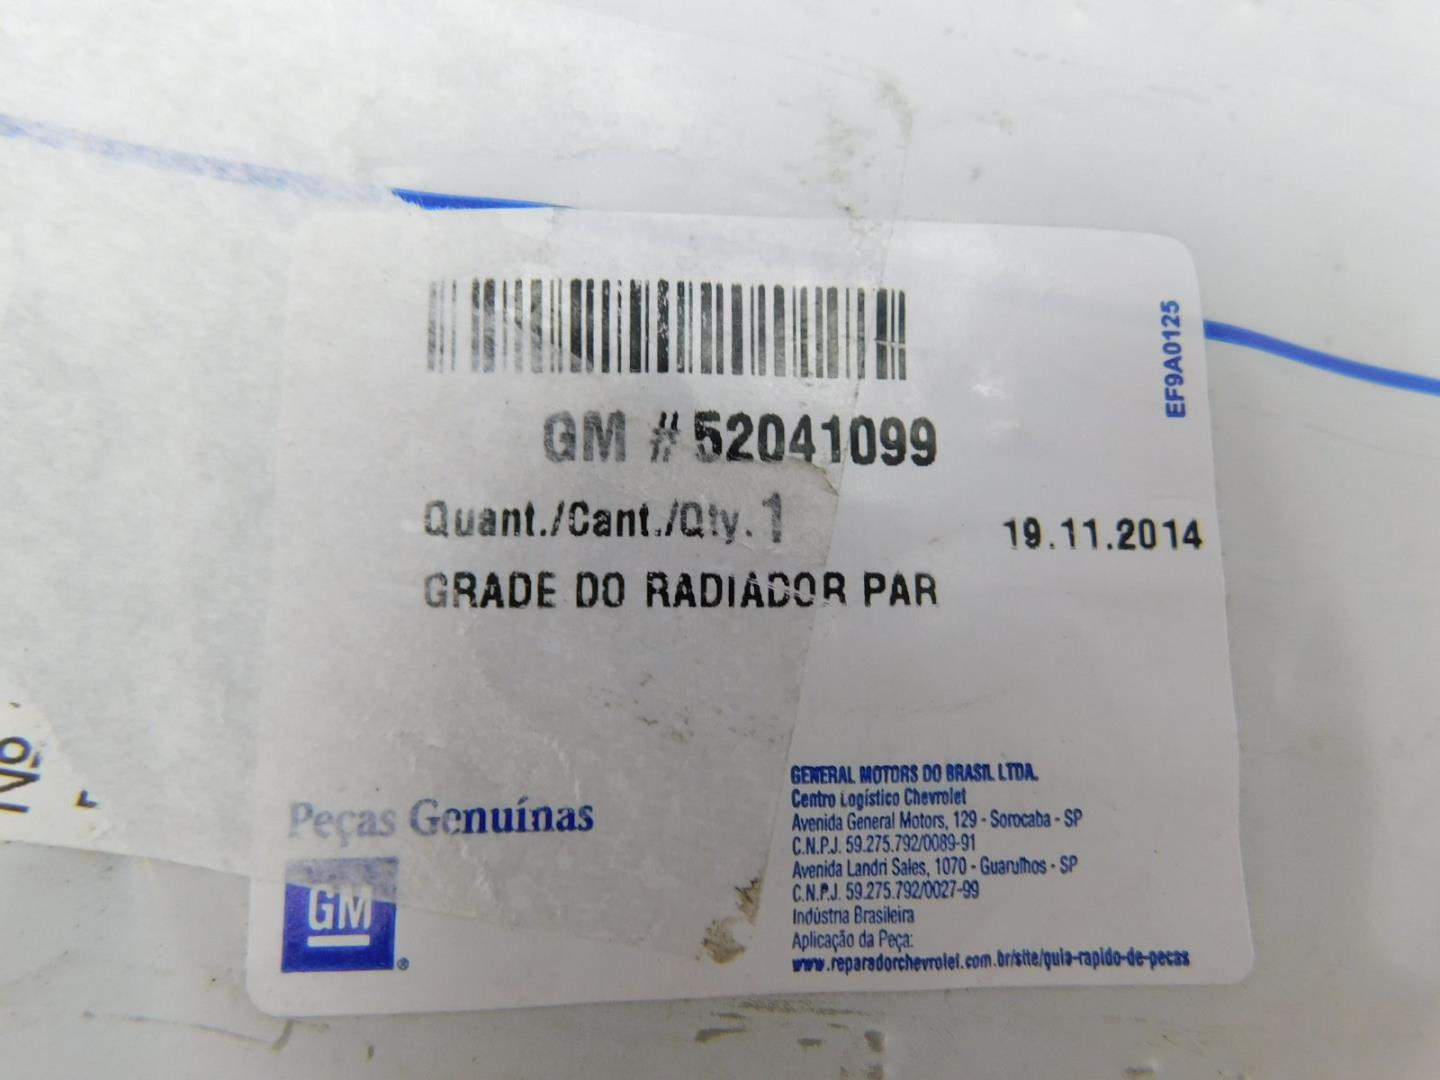 EF9A0125
GM # 52041099
Quant./Cant./Qty. 1
19.11.2014
GRADE DO RADIADOR PAR
Peças Genuínas
GM
®
GENERAL MOTORS DO BRASIL LTDA.
Centro Logístico Chevrolet
Avenida General Motors, 129 - Sorocaba - SP
C.N.P.J. 59.275.792/0089-91
Avenida Landri Sales, 1070 - Guarulhos - SP
C.N.P.J. 59.275.792/0027-99
Indústria Brasileira
Aplicação da Peça:
www.reparadorchevrolet.com.br/site/guia-rapido-de-pecas
Nº